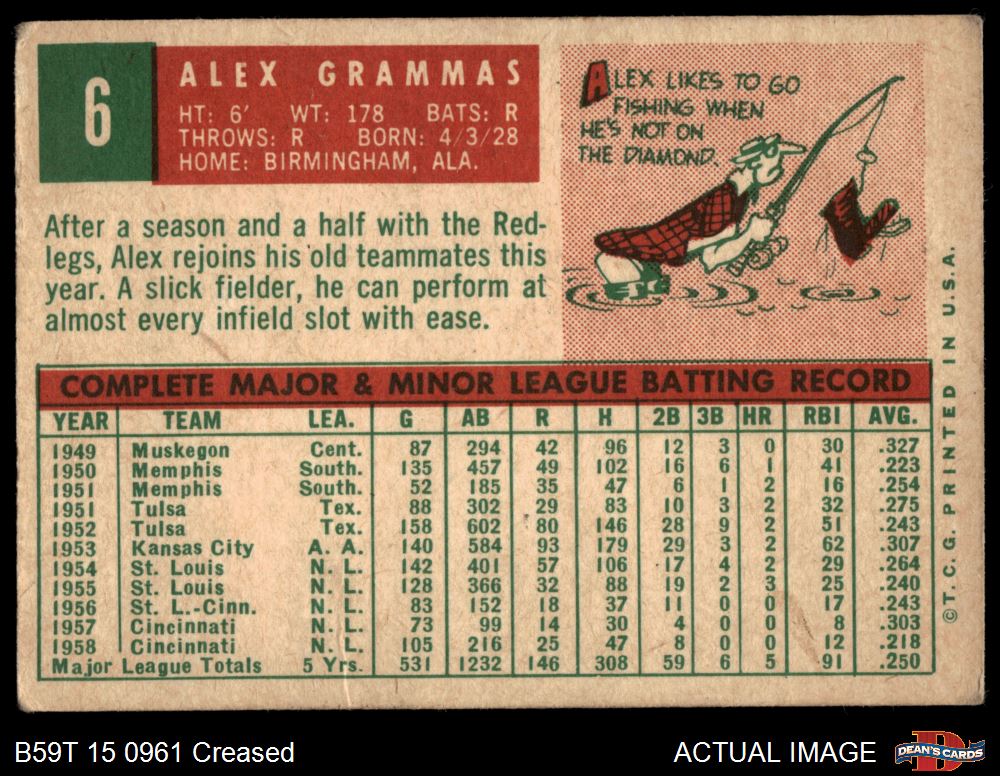 6
ALEX GRAMMAS
HT: 6' WT: 178 BATS: R
THROWS: R BORN: 4/3/28
HOME: BIRMINGHAM, ALA.
ALEX LIKES TO GO
FISHING WHEN
HE'S NOT ON
THE DIAMOND.
After a season and a half with the Red-
legs, Alex rejoins his old teammates this
year. A slick fielder, he can perform at
almost every infield slot with ease.
COMPLETE MAJOR & MINOR LEAGUE BATTING RECORD
YEAR TEAM LEA. G AB R H 2B 3B HR RBI AVG.
1949 Muskegon Cent. 87 294 42 96 12 3 0 30 .327
1950 Memphis South. 135 457 49 102 16 6 1 41 .223
1951 Memphis South. 52 185 35 47 6 1 2 16 .254
1951 Tulsa Tex. 88 302 29 83 10 3 2 32 .275
1952 Tulsa Tex. 158 602 80 146 28 9 2 51 .243
1953 Kansas City A. A. 140 584 93 179 29 3 2 62 .307
1954 St. Louis N. L. 142 401 57 106 17 4 2 29 .264
1955 St. Louis N. L. 128 366 32 88 19 2 3 25 .240
1956 St. L.-Cinn. N. L. 83 152 18 37 11 0 0 17 .243
1957 Cincinnati N. L. 73 99 14 30 4 0 0 8 .303
1958 Cincinnati N. L. 105 216 25 47 8 0 0 12 .218
Major League Totals 5 Yrs. 531 1232 146 308 59 6 5 91 .250
©T. C. G. PRINTED IN U.S.A.
B59T 15 0961 Creased
ACTUAL IMAGE
DEAN'S CARDS